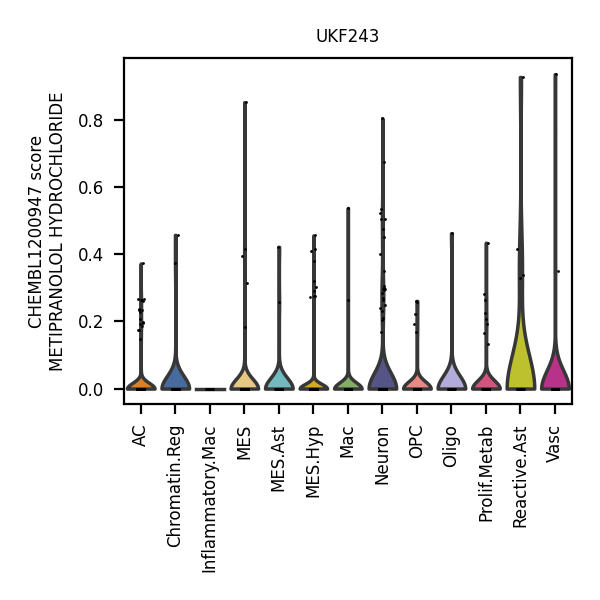 UKF243
CHEMBL1200947 score
METIPRANOLOL HYDROCHLORIDE
0.8
0.6
0.4
0.2
0.0
AC
Chromatin.Reg
Inflammatory.Mac
MES
MES.Ast
MES.Hyp
Mac
Neuron
OPC
Oligo
Prolif.Metab
Reactive.Ast
Vasc